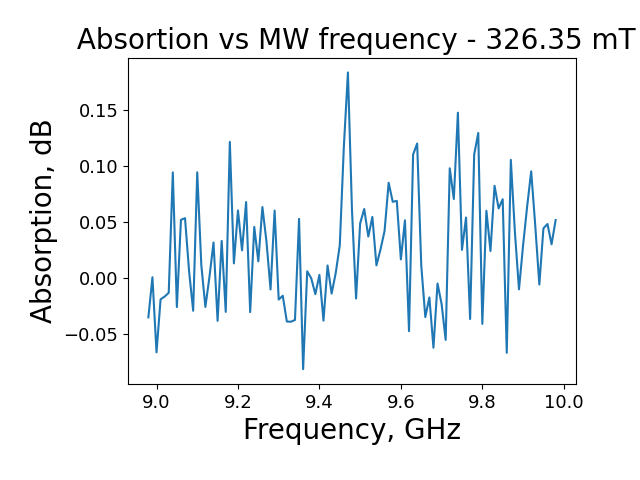 Absortion vs MW frequency - 326.35 mT
Absorption, dB
0.15
0.10
0.05
0.00
−0.05
9.0 9.2 9.4 9.6 9.8 10.0
Frequency, GHz